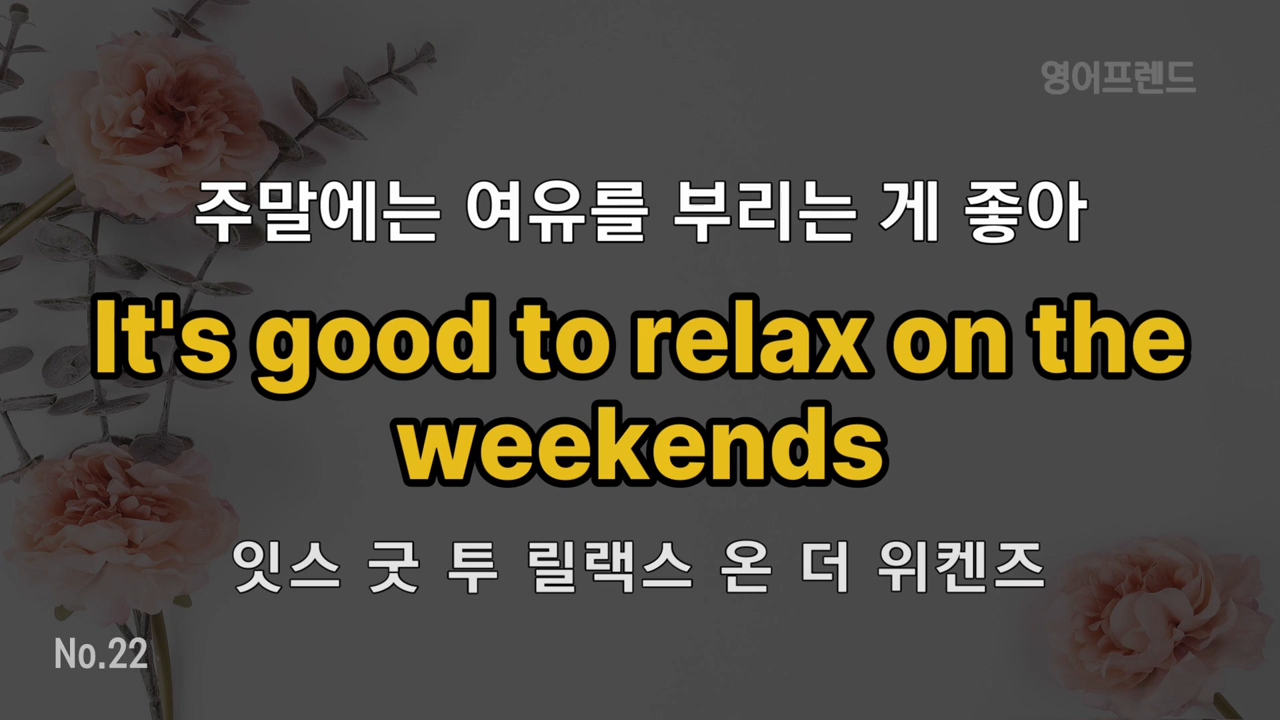 영어프렌드
주말에는 여유를 부리는 게 좋아
It's good to relax on the
weekends
잇스 굿 투 릴랙스 온 더 위켄즈
No.22